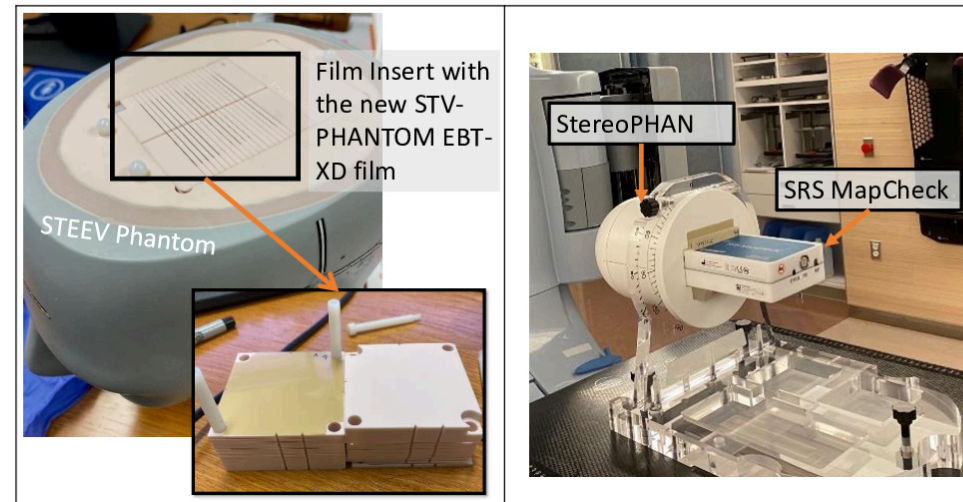 Film Insert with
the new STV-
PHANTOM EBT-
XD film
STEEV Phantom
StereoPHAN
SRS MapCheck